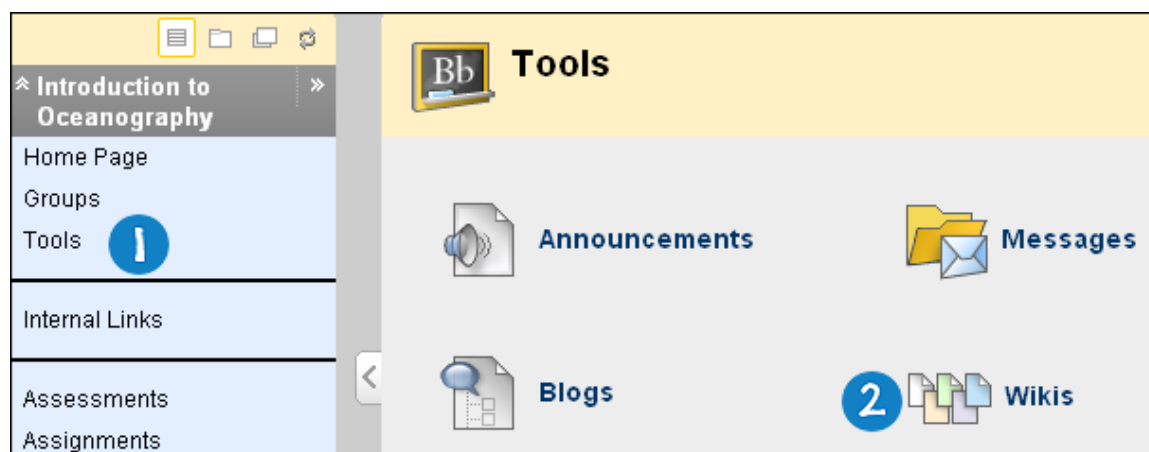 Introduction to
Oceanography
Home Page
Groups
Tools
1
Internal Links
Assessments
Assignments
Bb
Tools
Announcements
Messages
Blogs
2
Wikis